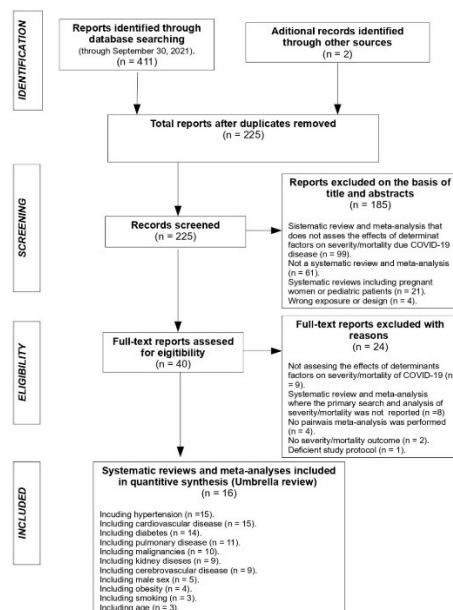 IDENTIFICATION
Reports identified through
database searching
(through September 30, 2021).
(n = 411)
Aditional records identified
through other sources
(n = 2)
Total reports after duplicates removed
(n = 225)
SCREENING
Records screened
(n = 225)
Reports excluded on the basis of
title and abstracts
(n = 185)
Sistematic review and meta-analysis that
does not asses the effects of determinat
factors on severity/mortality due COVID-19
disease (n = 99).
Not a systematic review and meta-analysis
(n = 61).
Systematic reviews including pregnant
women or pediatric patients (n = 21).
Wrong exposure or design (n = 4).
ELIGIBILITY
Full-text reports assesed
for eigitibility
(n = 40)
Full-text reports excluded with
reasons
(n = 24)
Not assesing the effects of determinants
factors on severity/mortality of COVID-19 (n
= 9).
Systematic review and meta-analysis
where the primary search and analysis of
severity/mortality was not reported (n =8)
No pairwais meta-analysis was performed
(n = 4).
No severity/mortality outcome (n = 2).
Deficient study protocol (n = 1).
INCLUDED
Systematic reviews and meta-analyses included
in quantitive synthesis (Umbrella review)
(n = 16)
Incuding hypertension (n =15).
Including cardiovascular disease (n = 15).
Including diabetes (n = 14).
Including pulmonary disease (n = 11).
Including malignancies (n = 10).
Including kidney diseses (n = 9).
Including cerebrovascular disease (n = 9).
Including male sex (n = 5).
Including obesity (n = 4).
Including smoking (n = 3).
Including age (n = 3).